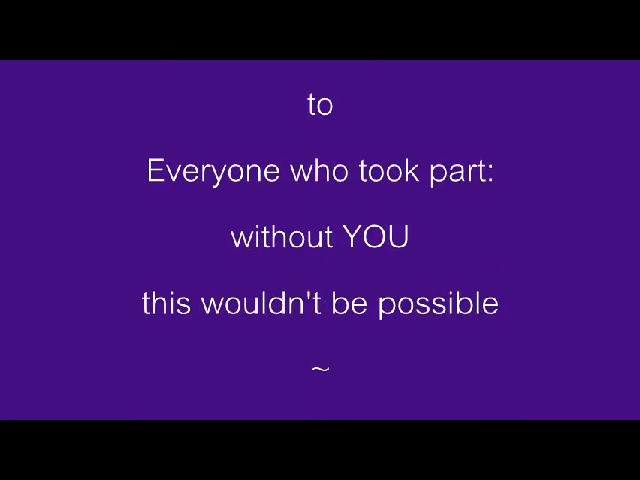 to
Everyone who took part:
without YOU
this wouldn't be possible
~